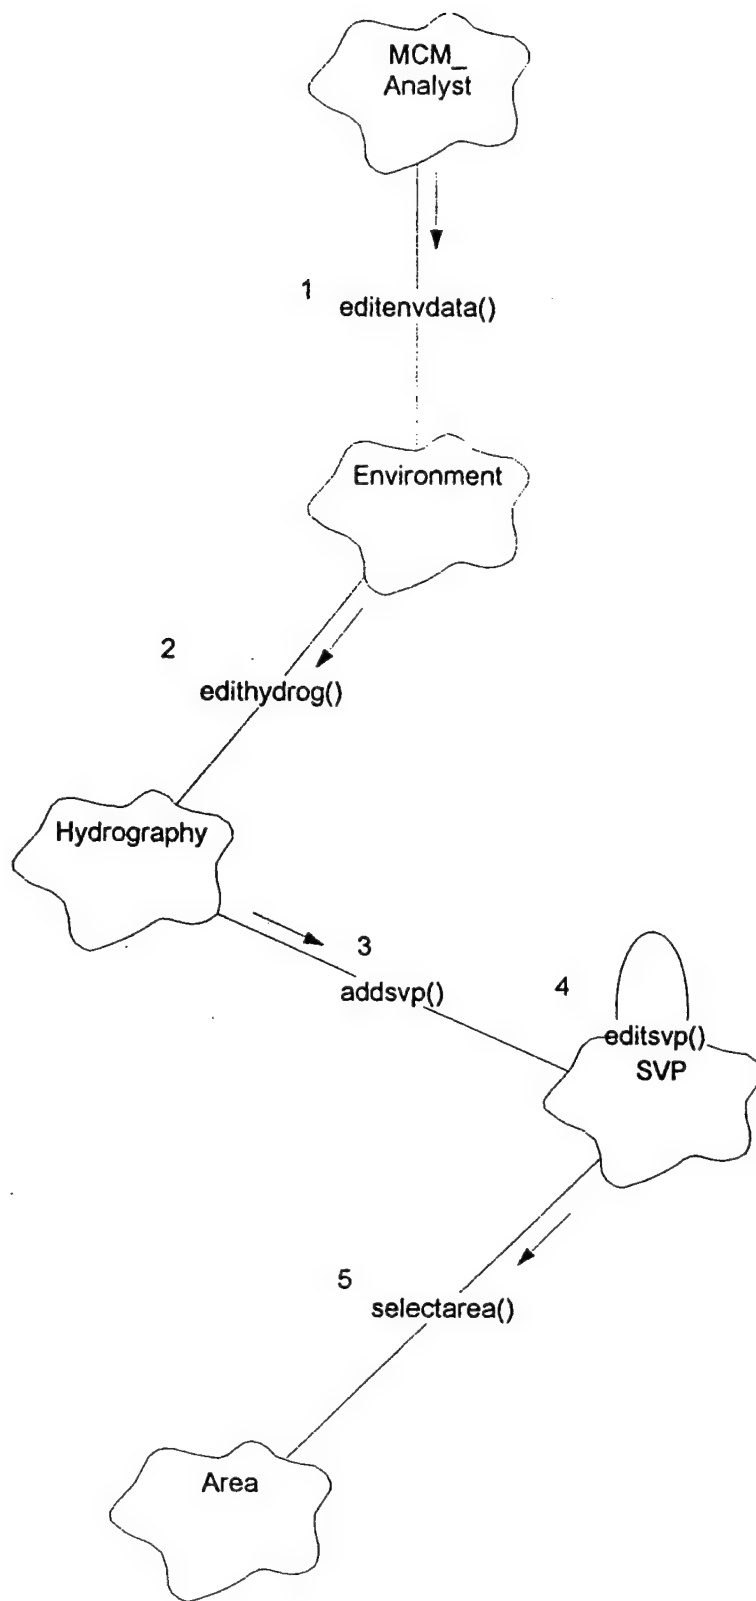 MCM_
Analyst
1
editenvdata()
Environment
2
edithydrog()
Hydrography
3
addsvp()
4
editsvp()
SVP
5
selectarea()
Area